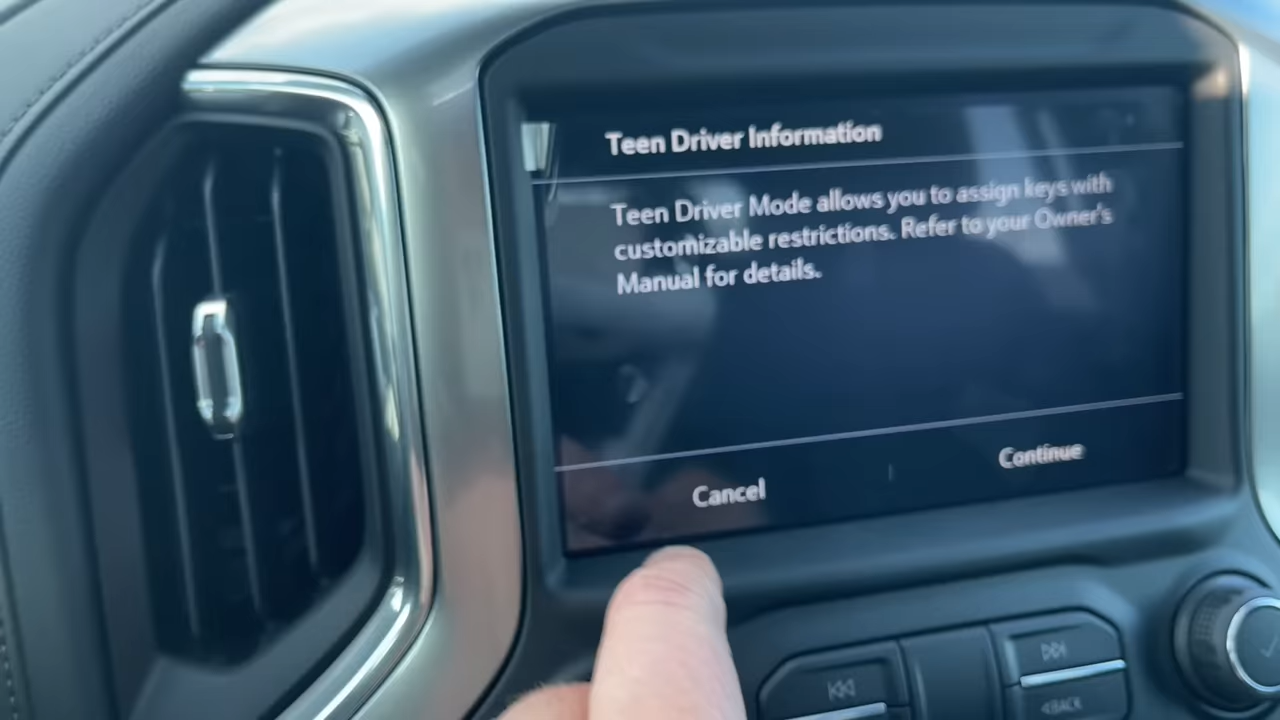 Teen Driver Information
Teen Driver Mode allows you to assign keys with
customizable restrictions. Refer to your Owner's
Manual for details.
Cancel
Continue
BACK